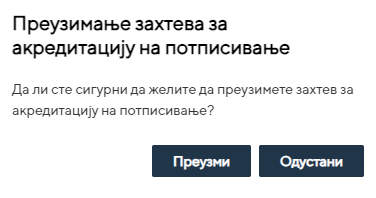 Преузимање захтева за
акредитацију на потписивање
Да ли сте сигурни да желите да преузимете захтев за
акредитацију на потписивање?
Преузми
Одустани